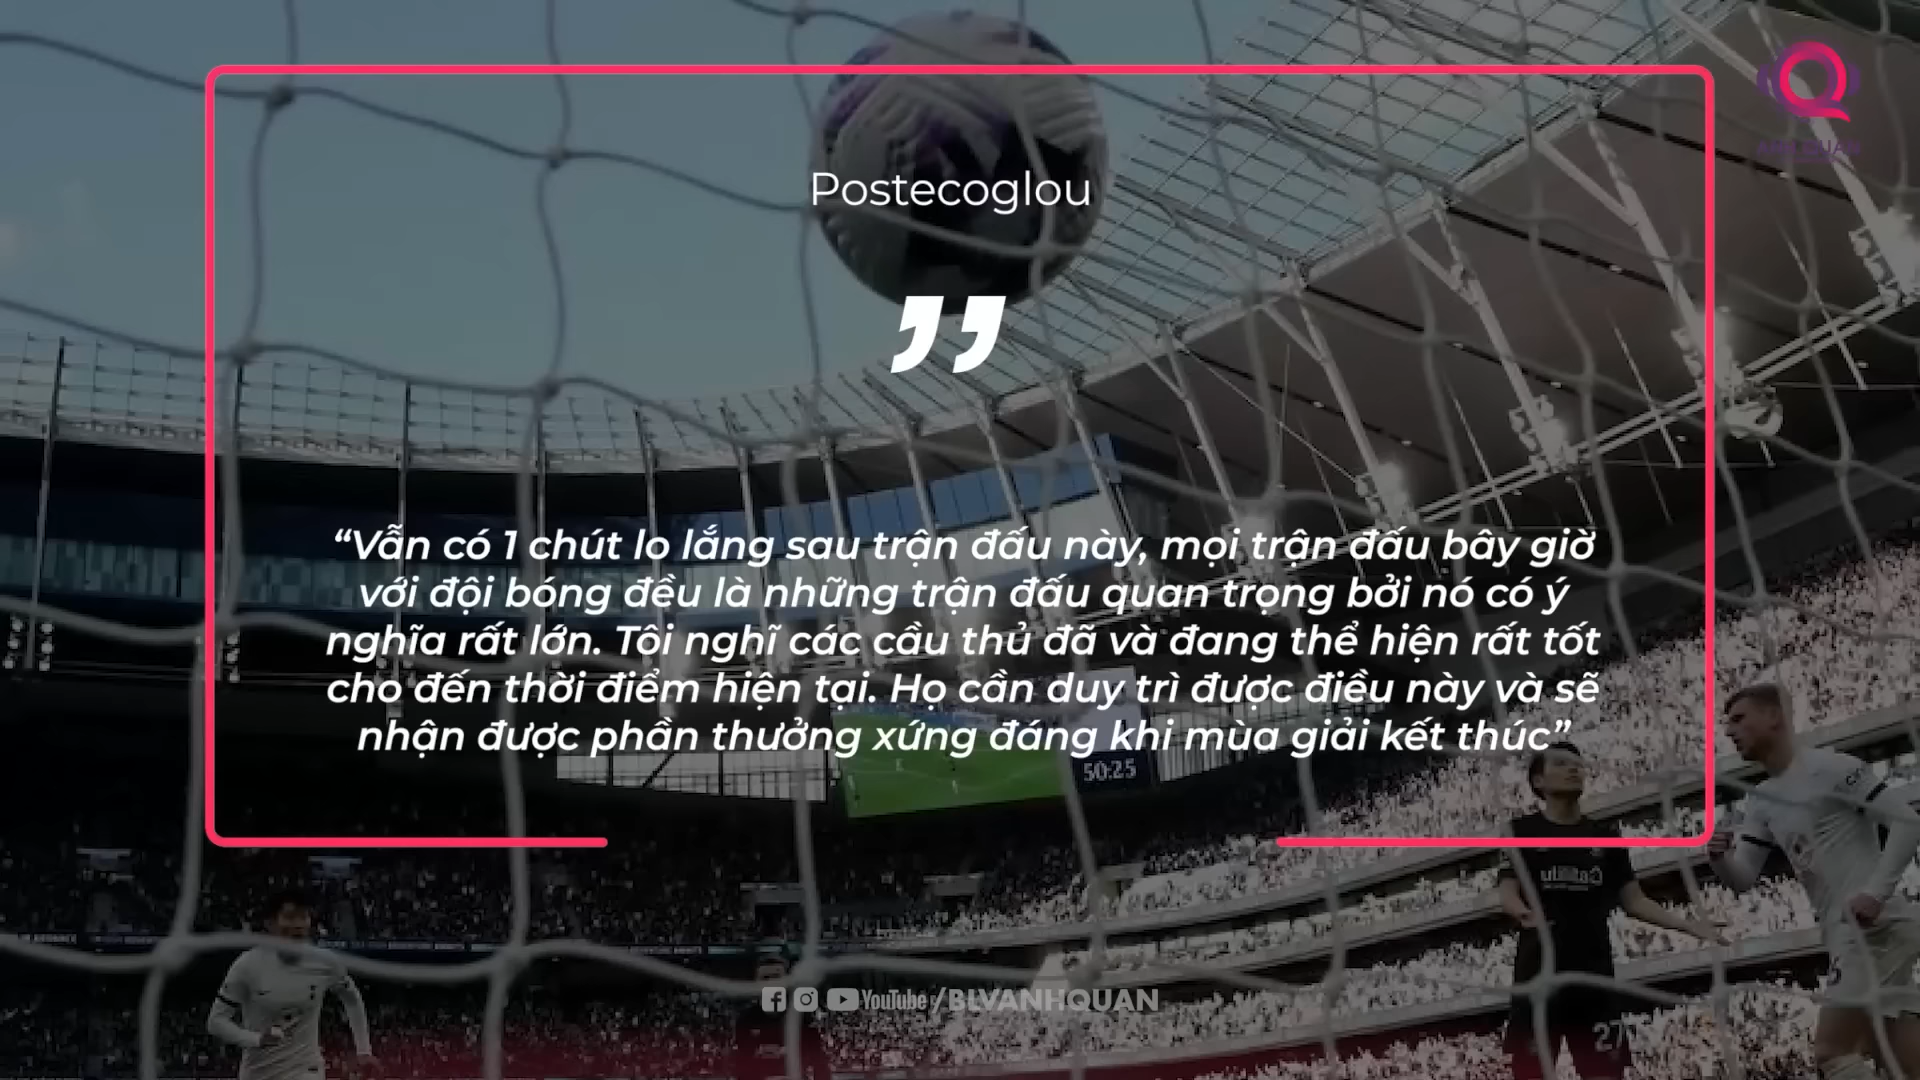 Postecoglou
“Vẫn có 1 chút lo lắng sau trận đấu này, mọi trận đấu bây giờ
với đội bóng đều là những trận đấu quan trọng bởi nó có ý
nghĩa rất lớn. Tôi nghĩ các cầu thủ đã và đang thể hiện rất tốt
cho đến thời điểm hiện tại. Họ cần duy trì được điều này và sẽ
nhận được phần thưởng xứng đáng khi mùa giải kết thúc”
50:25
27
YouTube /BLVANHQUAN